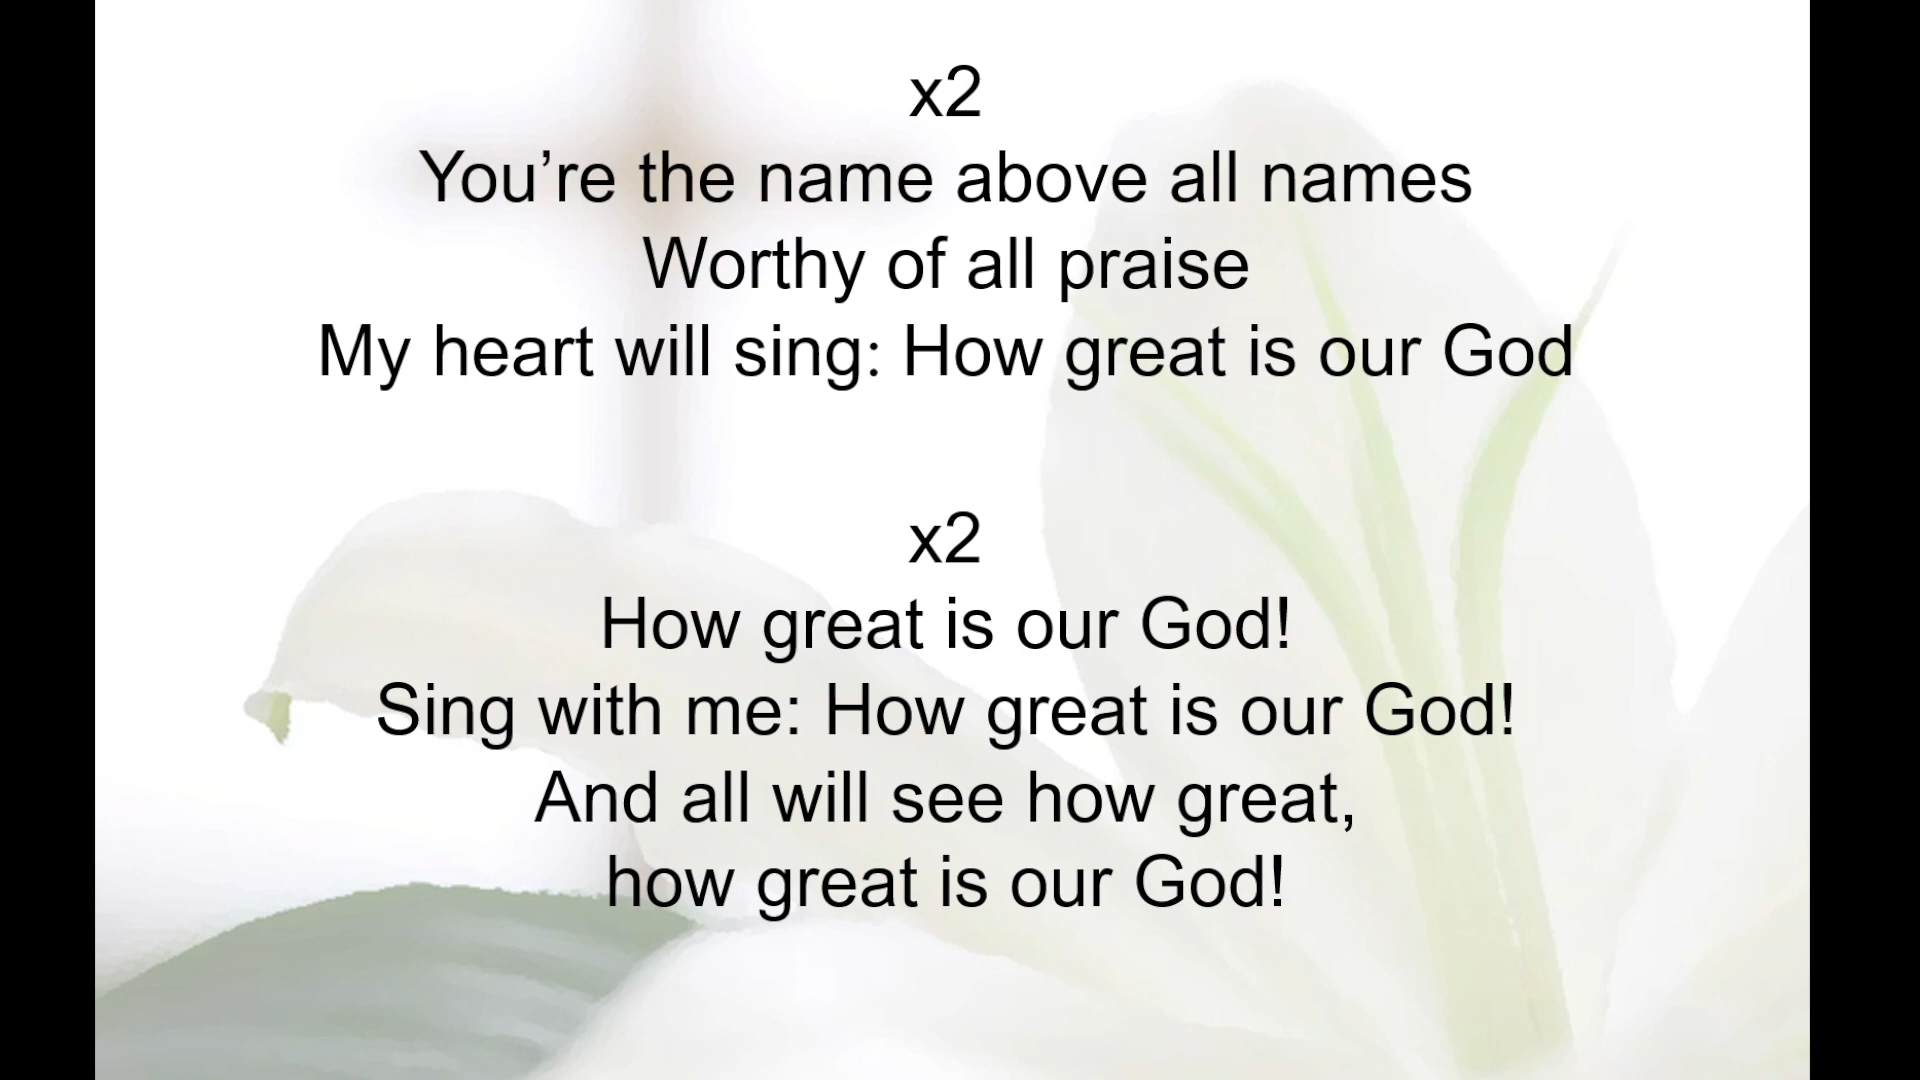 x2
You’re the name above all names
Worthy of all praise
My heart will sing: How great is our God
x2
How great is our God!
Sing with me: How great is our God!
And all will see how great,
how great is our God!